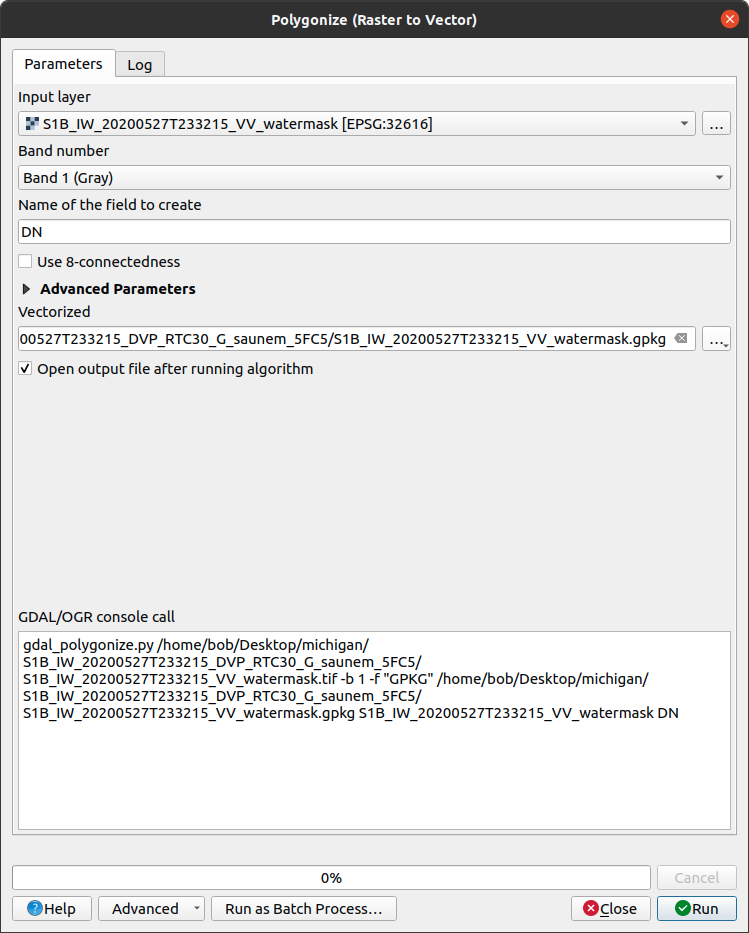 Polygonize (Raster to Vector)
Parameters
Log
Input layer
S1B_IW_20200527T233215_VV_watermask [EPSG:32616]
...
Band number
Band 1 (Gray)
Name of the field to create
DN
Use 8-connectedness
Advanced Parameters
Vectorized
00527T233215_DVP_RTC30_G_saunem_5FC5/S1B_IW_20200527T233215_VV_watermask.gpkg
...
Open output file after running algorithm
GDAL/OGR console call
gdal_polygonize.py /home/bob/Desktop/michigan/
S1B_IW_20200527T233215_DVP_RTC30_G_saunem_5FC5/
S1B_IW_20200527T233215_VV_watermask.tif -b 1 -f "GPKG" /home/bob/Desktop/michigan/
S1B_IW_20200527T233215_DVP_RTC30_G_saunem_5FC5/
S1B_IW_20200527T233215_VV_watermask.gpkg S1B_IW_20200527T233215_VV_watermask DN
0%
Cancel
Help
Advanced
Run as Batch Process...
Close
Run